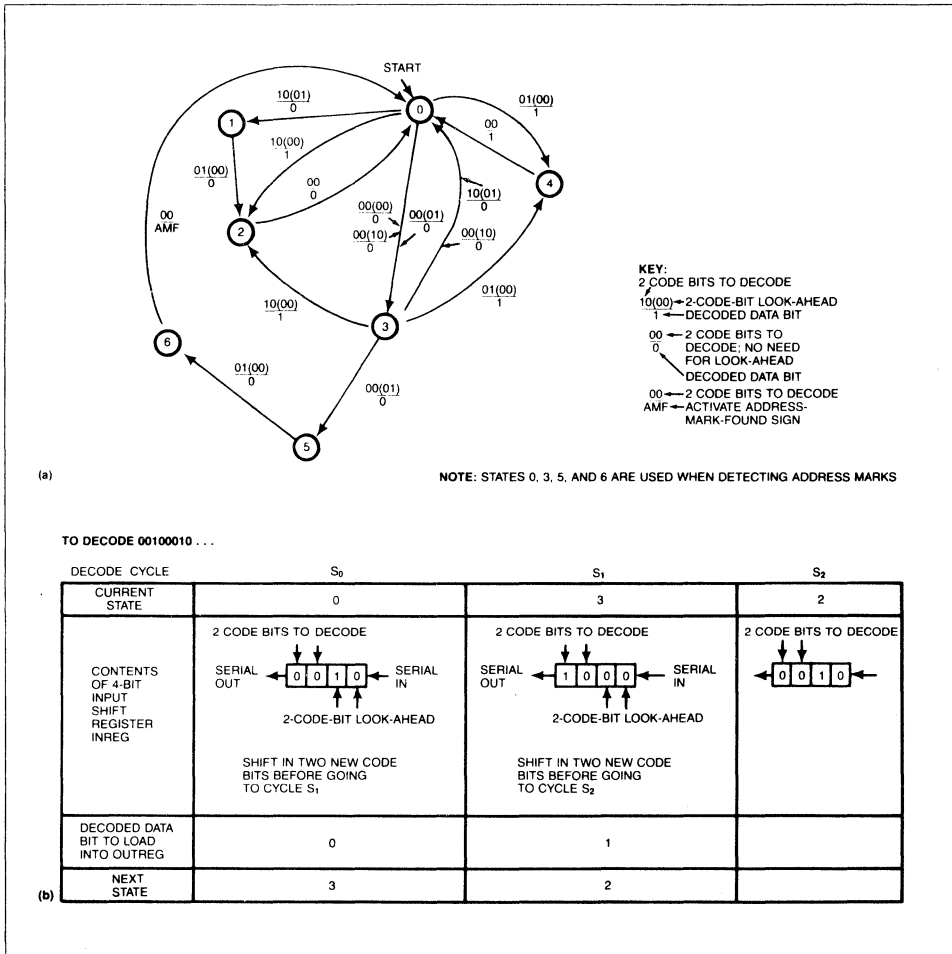 START
0
10(01)
0
1
10(00)
1
01(00)
1
00
1
4
01(00)
0
00
0
10(01)
0
00
AMF
2
00(00)
0
00(01)
0
00(10)
0
00(10)
0
10(00)
1
01(00)
1
3
6
01(00)
0
00(01)
0
5
KEY:
2 CODE BITS TO DECODE
10(00) 2-CODE-BIT LOOK-AHEAD
1 DECODED DATA BIT
00 2 CODE BITS TO
0 DECODE; NO NEED
FOR LOOK-AHEAD
DECODED DATA BIT
00 2 CODE BITS TO DECODE
AMF ACTIVATE ADDRESS-
MARK-FOUND SIGN
(a)
NOTE: STATES 0, 3, 5, AND 6 ARE USED WHEN DETECTING ADDRESS MARKS
TO DECODE 00100010 . . .
DECODE CYCLE S0 S1 S2
CURRENT
STATE
0 3 2
CONTENTS
OF 4-BIT
INPUT
SHIFT
REGISTER
INREG
2 CODE BITS TO DECODE
SERIAL
OUT
0 0 1 0
SERIAL
IN
2-CODE-BIT LOOK-AHEAD
SHIFT IN TWO NEW CODE
BITS BEFORE GOING
TO CYCLE S1
2 CODE BITS TO DECODE
SERIAL
OUT
1 0 0 0
SERIAL
IN
2-CODE-BIT LOOK-AHEAD
SHIFT IN TWO NEW CODE
BITS BEFORE GOING
TO CYCLE S2
2 CODE BITS TO DECODE
0 0 1 0
DECODED DATA
BIT TO LOAD
INTO OUTREG
0 1
NEXT
STATE
3 2
(b)